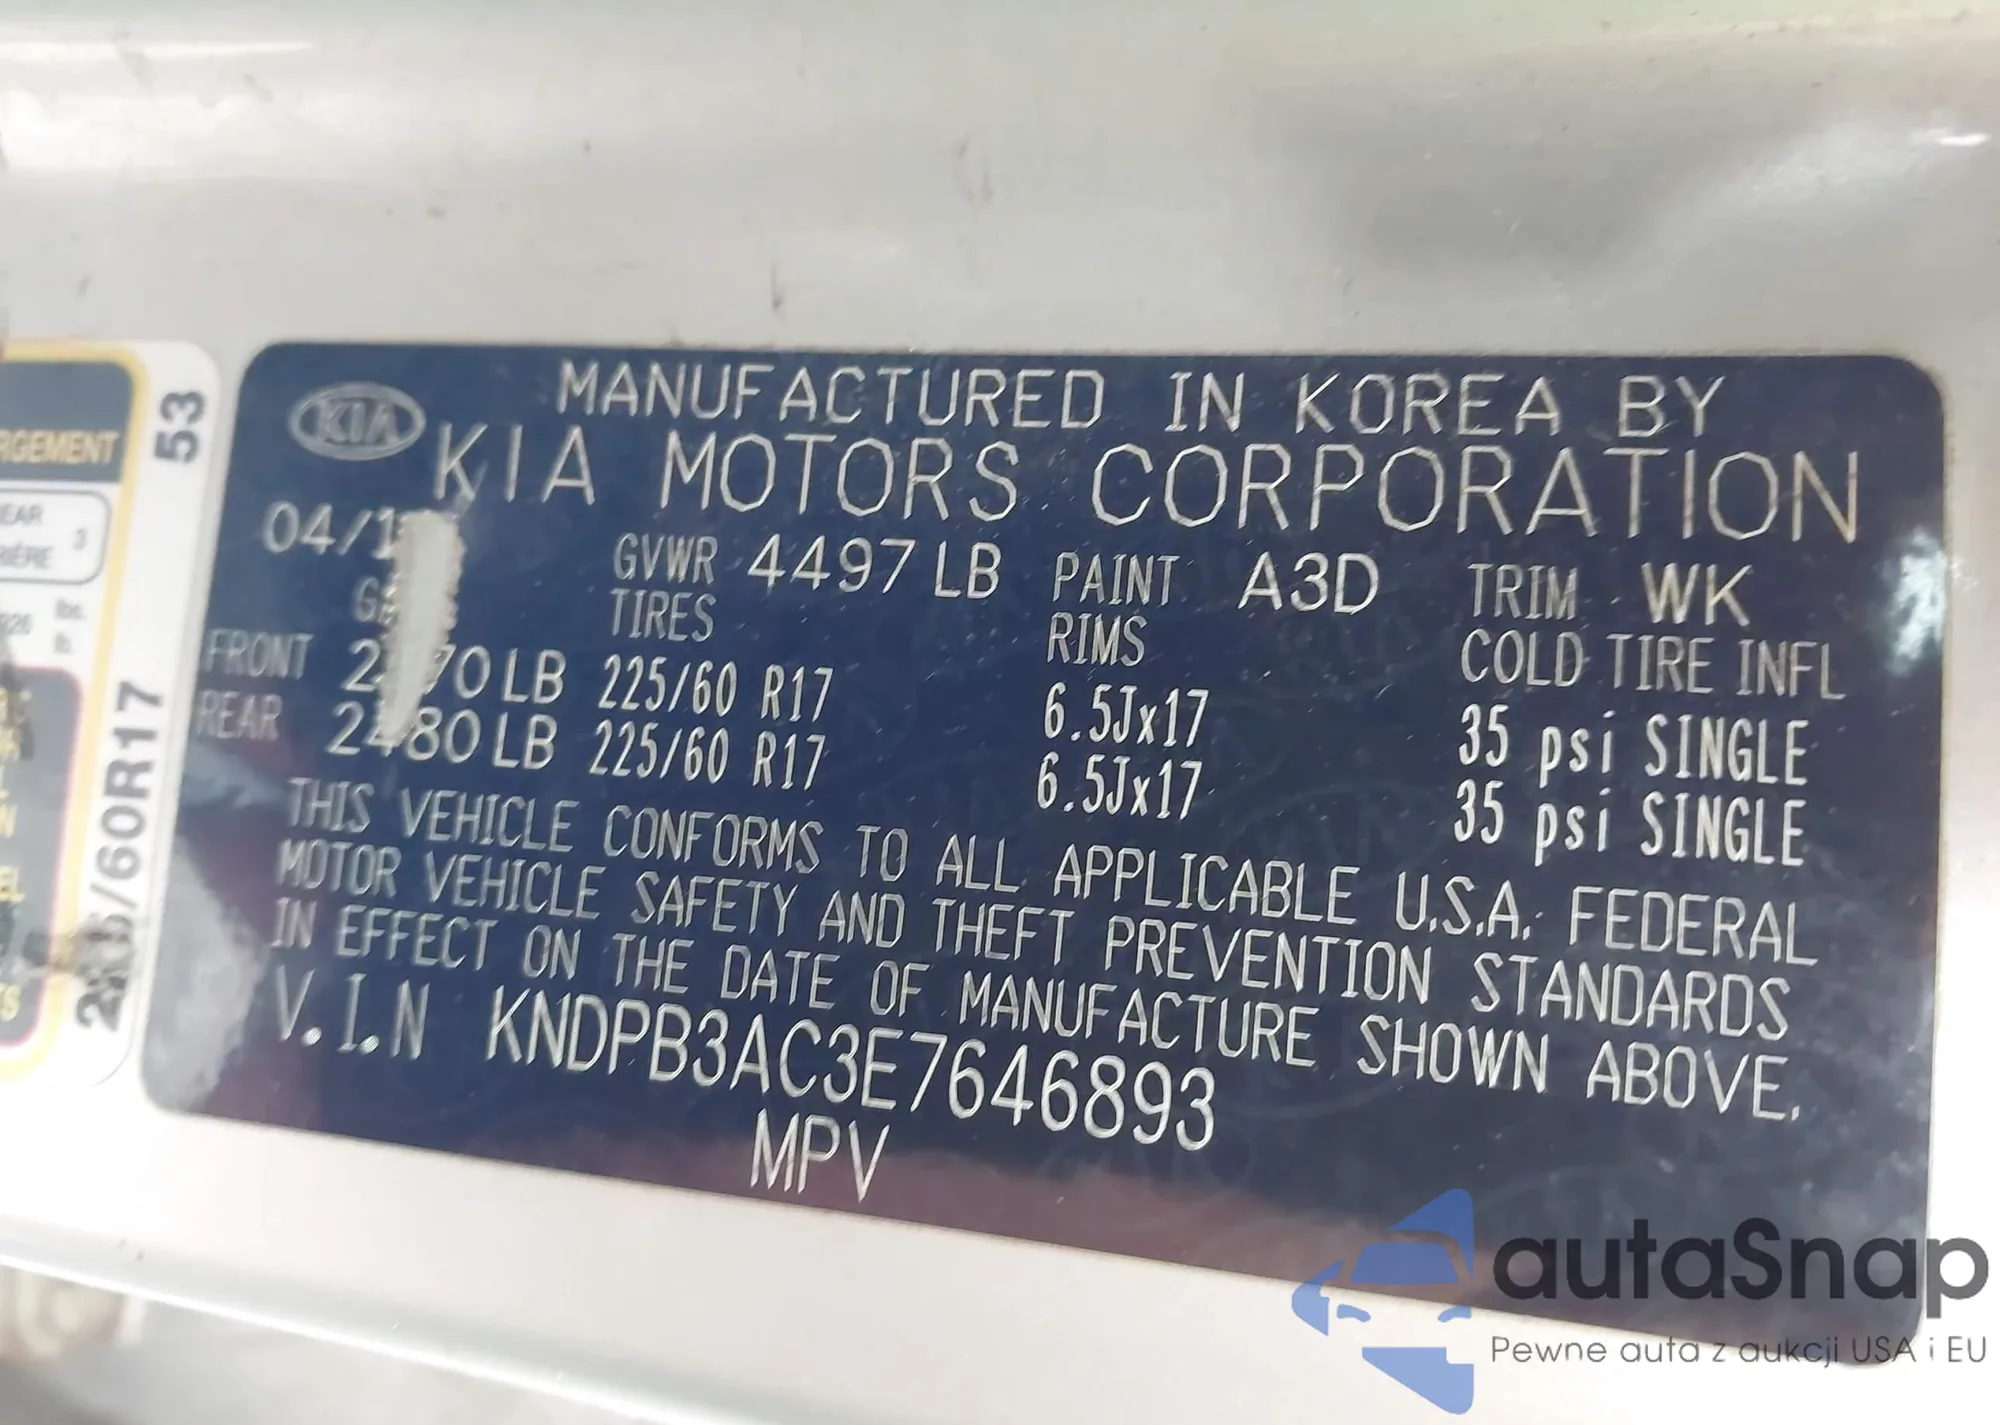 MANUFACTURED IN KOREA BY
KIA
KIA MOTORS CORPORATION
GVWR 4497 LB PAINT A3D TRIM WK
TIRES RIMS COLD TIRE INFL
FRONT LB 225/60 R17 6.5Jx17 35 psi SINGLE
REAR 2480 LB 225/60 R17 6.5Jx17 35 psi SINGLE
THIS VEHICLE CONFORMS TO ALL APPLICABLE U.S.A. FEDERAL
MOTOR VEHICLE SAFETY AND THEFT PREVENTION STANDARDS
IN EFFECT ON THE DATE OF MANUFACTURE SHOWN ABOVE.
V.I.N KNDPB3AC3E7646893
MPV
53
autaSnap
Pewne auta z aukcji USA i EU